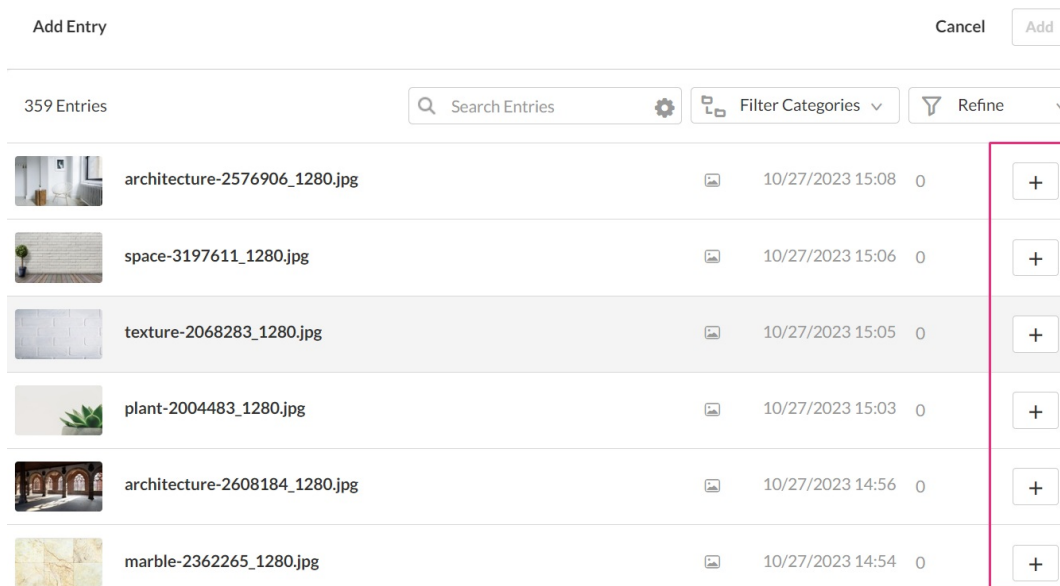 Add Entry Cancel Add
359 Entries Search Entries Filter Categories Refine
architecture-2576906_1280.jpg 10/27/2023 15:08 0
space-3197611_1280.jpg 10/27/2023 15:06 0
texture-2068283_1280.jpg 10/27/2023 15:05 0
plant-2004483_1280.jpg 10/27/2023 15:03 0
architecture-2608184_1280.jpg 10/27/2023 14:56 0
marble-2362265_1280.jpg 10/27/2023 14:54 0